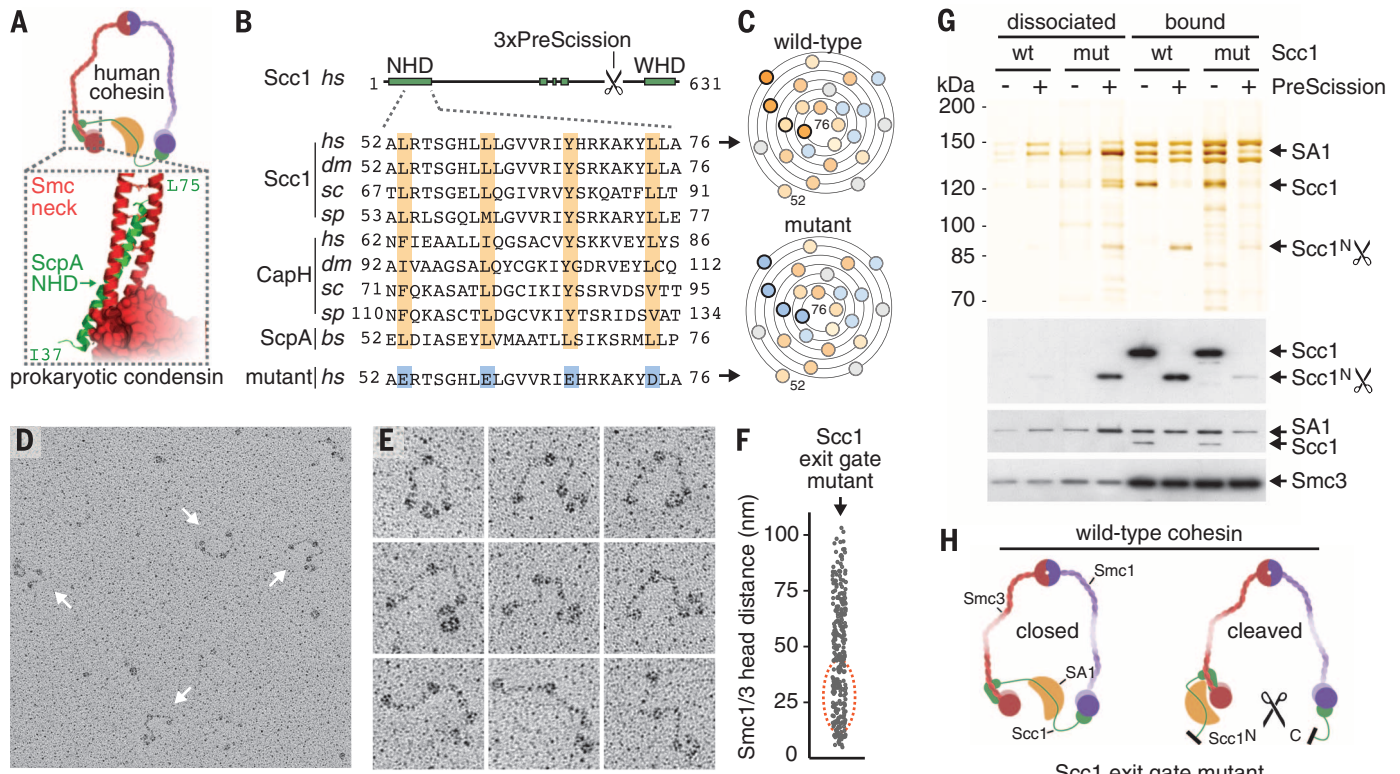 A
human
cohesin
Smc
neck
L75
ScpA
NHD
I37
prokaryotic condensin
B
3xPreScission
NHD
WHD
Scc1 hs 1 631
Scc1
hs 52 ALRTSGHLLLGVVRIYHRKAKYLLA 76
dm 52 ALRTSGHLLLGVVRIYSRKAKYLLA 76
sc 67 TLRTSGELLQGIVRVYSKQATFLLT 91
sp 53 ALRLSGQLMLGVVRIYSRKARYLLE 77
CapH
hs 62 NFIEAALLIQGSACVYSKKVEYLYS 86
dm 92 AIVAAGSALQYCGKIYGDRVEYLCQ 112
sc 71 NFQKASATLDGCIKIYSSRVDSVTT 95
sp 110 NFQKASCTLDGCVKIYTSRIDSVAT 134
ScpA bs 52 ELDIASEYLVMAATLLSIKSRMLLP 76
mutant hs 52 AERTSGHLELGVVRIEHRKAKYDLA 76
C
wild-type
76
52
mutant
76
52
D
E
F
Scc1
exit gate
mutant
Smc1/3 head distance (nm)
100
75
50
25
0
G
dissociated bound
wt mut wt mut Scc1
- + - + - + - + PreScission
kDa
200 -
150 -
120 -
100 -
85 -
70 -
SA1
Scc1
Scc1N
Scc1
Scc1N
SA1
Scc1
Smc3
H
wild-type cohesin
Smc1
Smc3
closed
cleaved
SA1
Scc1
Scc1N
C
Scc1 exit gate mutant